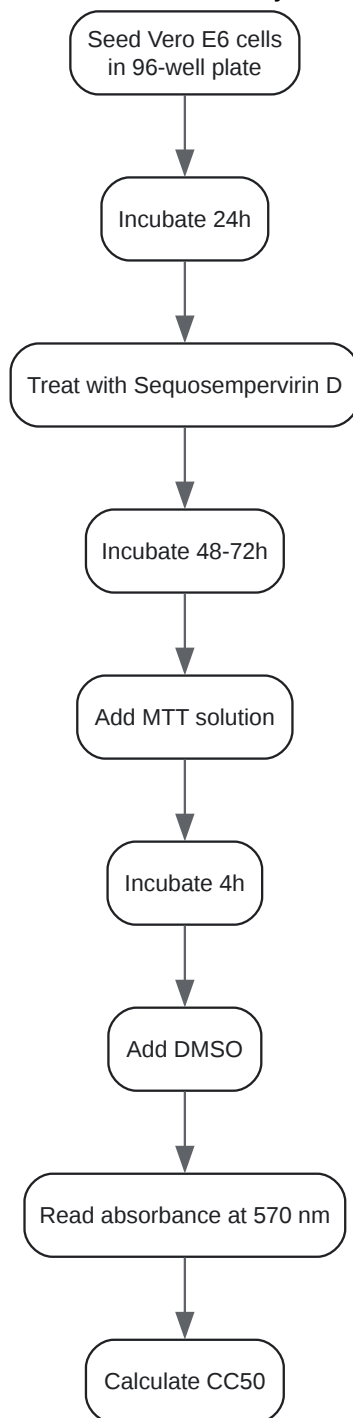 Seed Vero E6 cells
in 96-well plate
Incubate 24h
Treat with Sequosempervirin D
Incubate 48-72h
Add MTT solution
Incubate 4h
Add DMSO
Read absorbance at 570 nm
Calculate CC50